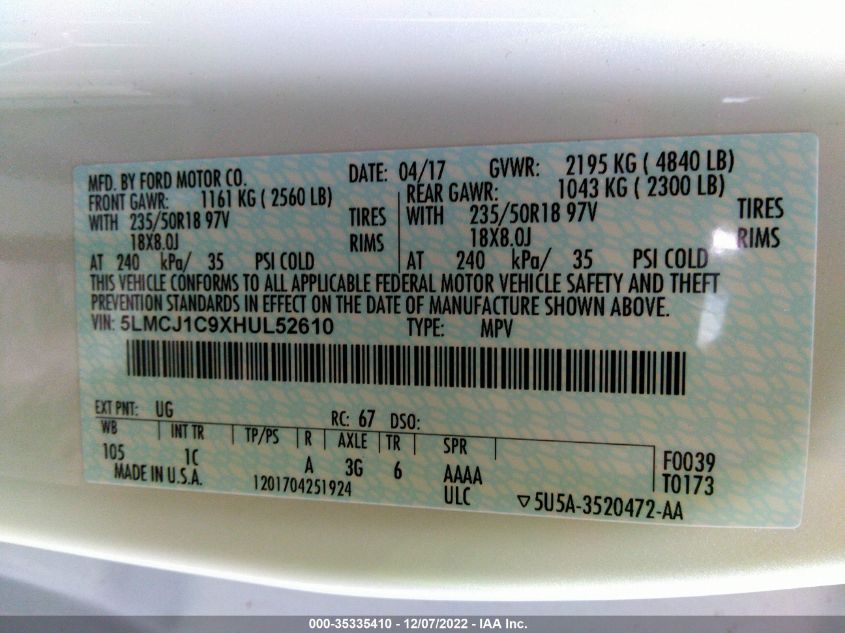 MFD. BY FORD MOTOR CO. DATE: 04/17 GVWR: 2195 KG ( 4840 LB)
FRONT GAWR: 1161 KG ( 2560 LB) REAR GAWR: 1043 KG ( 2300 LB)
WITH 235/50R18 97V TIRES WITH 235/50R18 97V TIRES
18X8.0J RIMS 18X8.0J RIMS
AT 240 kPa/ 35 PSI COLD AT 240 kPa/ 35 PSI COLD
THIS VEHICLE CONFORMS TO ALL APPLICABLE FEDERAL MOTOR VEHICLE SAFETY AND THEFT
PREVENTION STANDARDS IN EFFECT ON THE DATE OF MANUFACTURE SHOWN ABOVE.
VIN: 5LMCJ1C9XHUL52610 TYPE: MPV
EXT PNT: UG RC: 67 DSO:
WB INT TR TP/PS R AXLE TR SPR
105 1C A 3G 6 AAAA F0039
MADE IN U.S.A. 1201704251924 ULC T0173
▽5U5A-3520472-AA
000-35335410 - 12/07/2022 - IAA Inc.